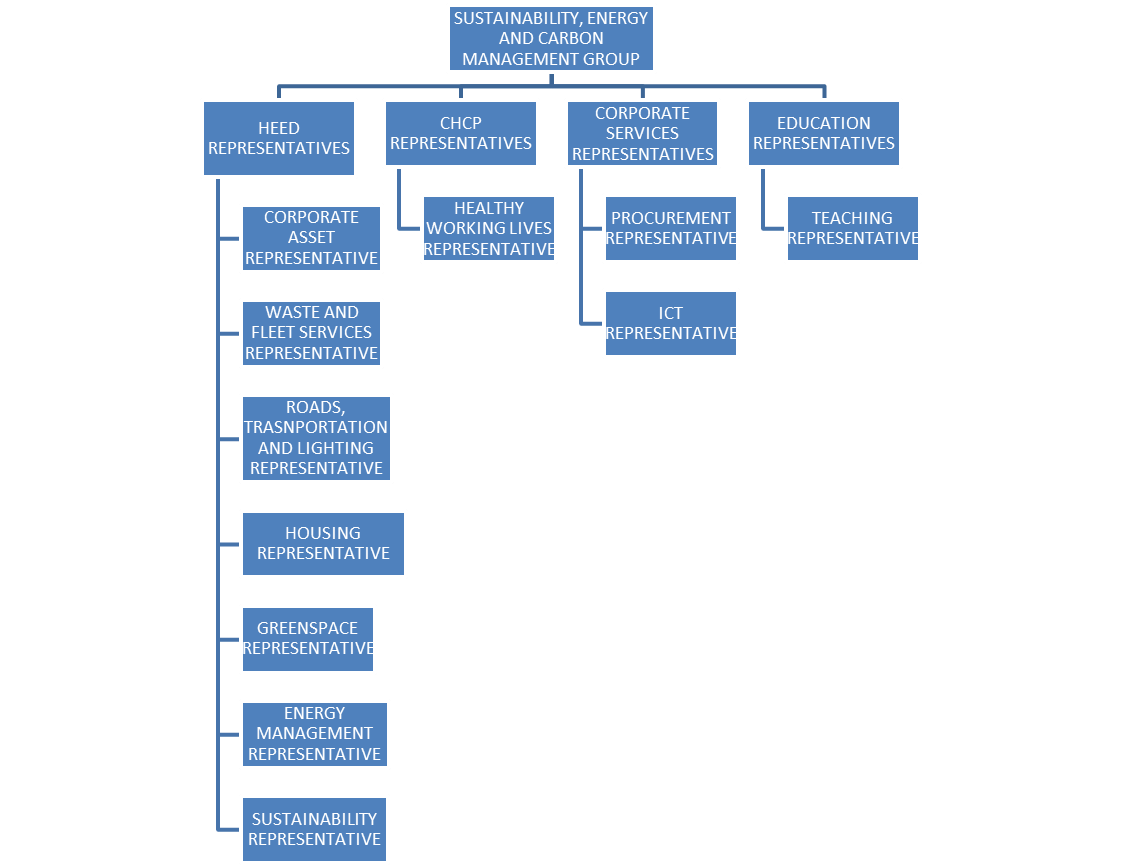 SUSTAINABILITY, ENERGY
AND CARBON
MANAGEMENT GROUP
HEED
REPRESENTATIVES
CHCP
REPRESENTATIVES
CORPORATE
SERVICES
REPRESENTATIVES
EDUCATION
REPRESENTATIVES
CORPORATE
ASSET
REPRESENTATIVE
WASTE AND
FLEET SERVICES
REPRESENTATIVE
ROADS,
TRASNPORTATION
AND LIGHTING
REPRESENTATIVE
HOUSING
REPRESENTATIVE
GREENSPACE
REPRESENTATIVE
ENERGY
MANAGEMENT
REPRESENTATIVE
SUSTAINABILITY
REPRESENTATIVE
HEALTHY
WORKING LIVES
REPRESENTATIVE
PROCUREMENT
REPRESENTATIVE
ICT
REPRESENTATIVE
TEACHING
REPRESENTATIVE